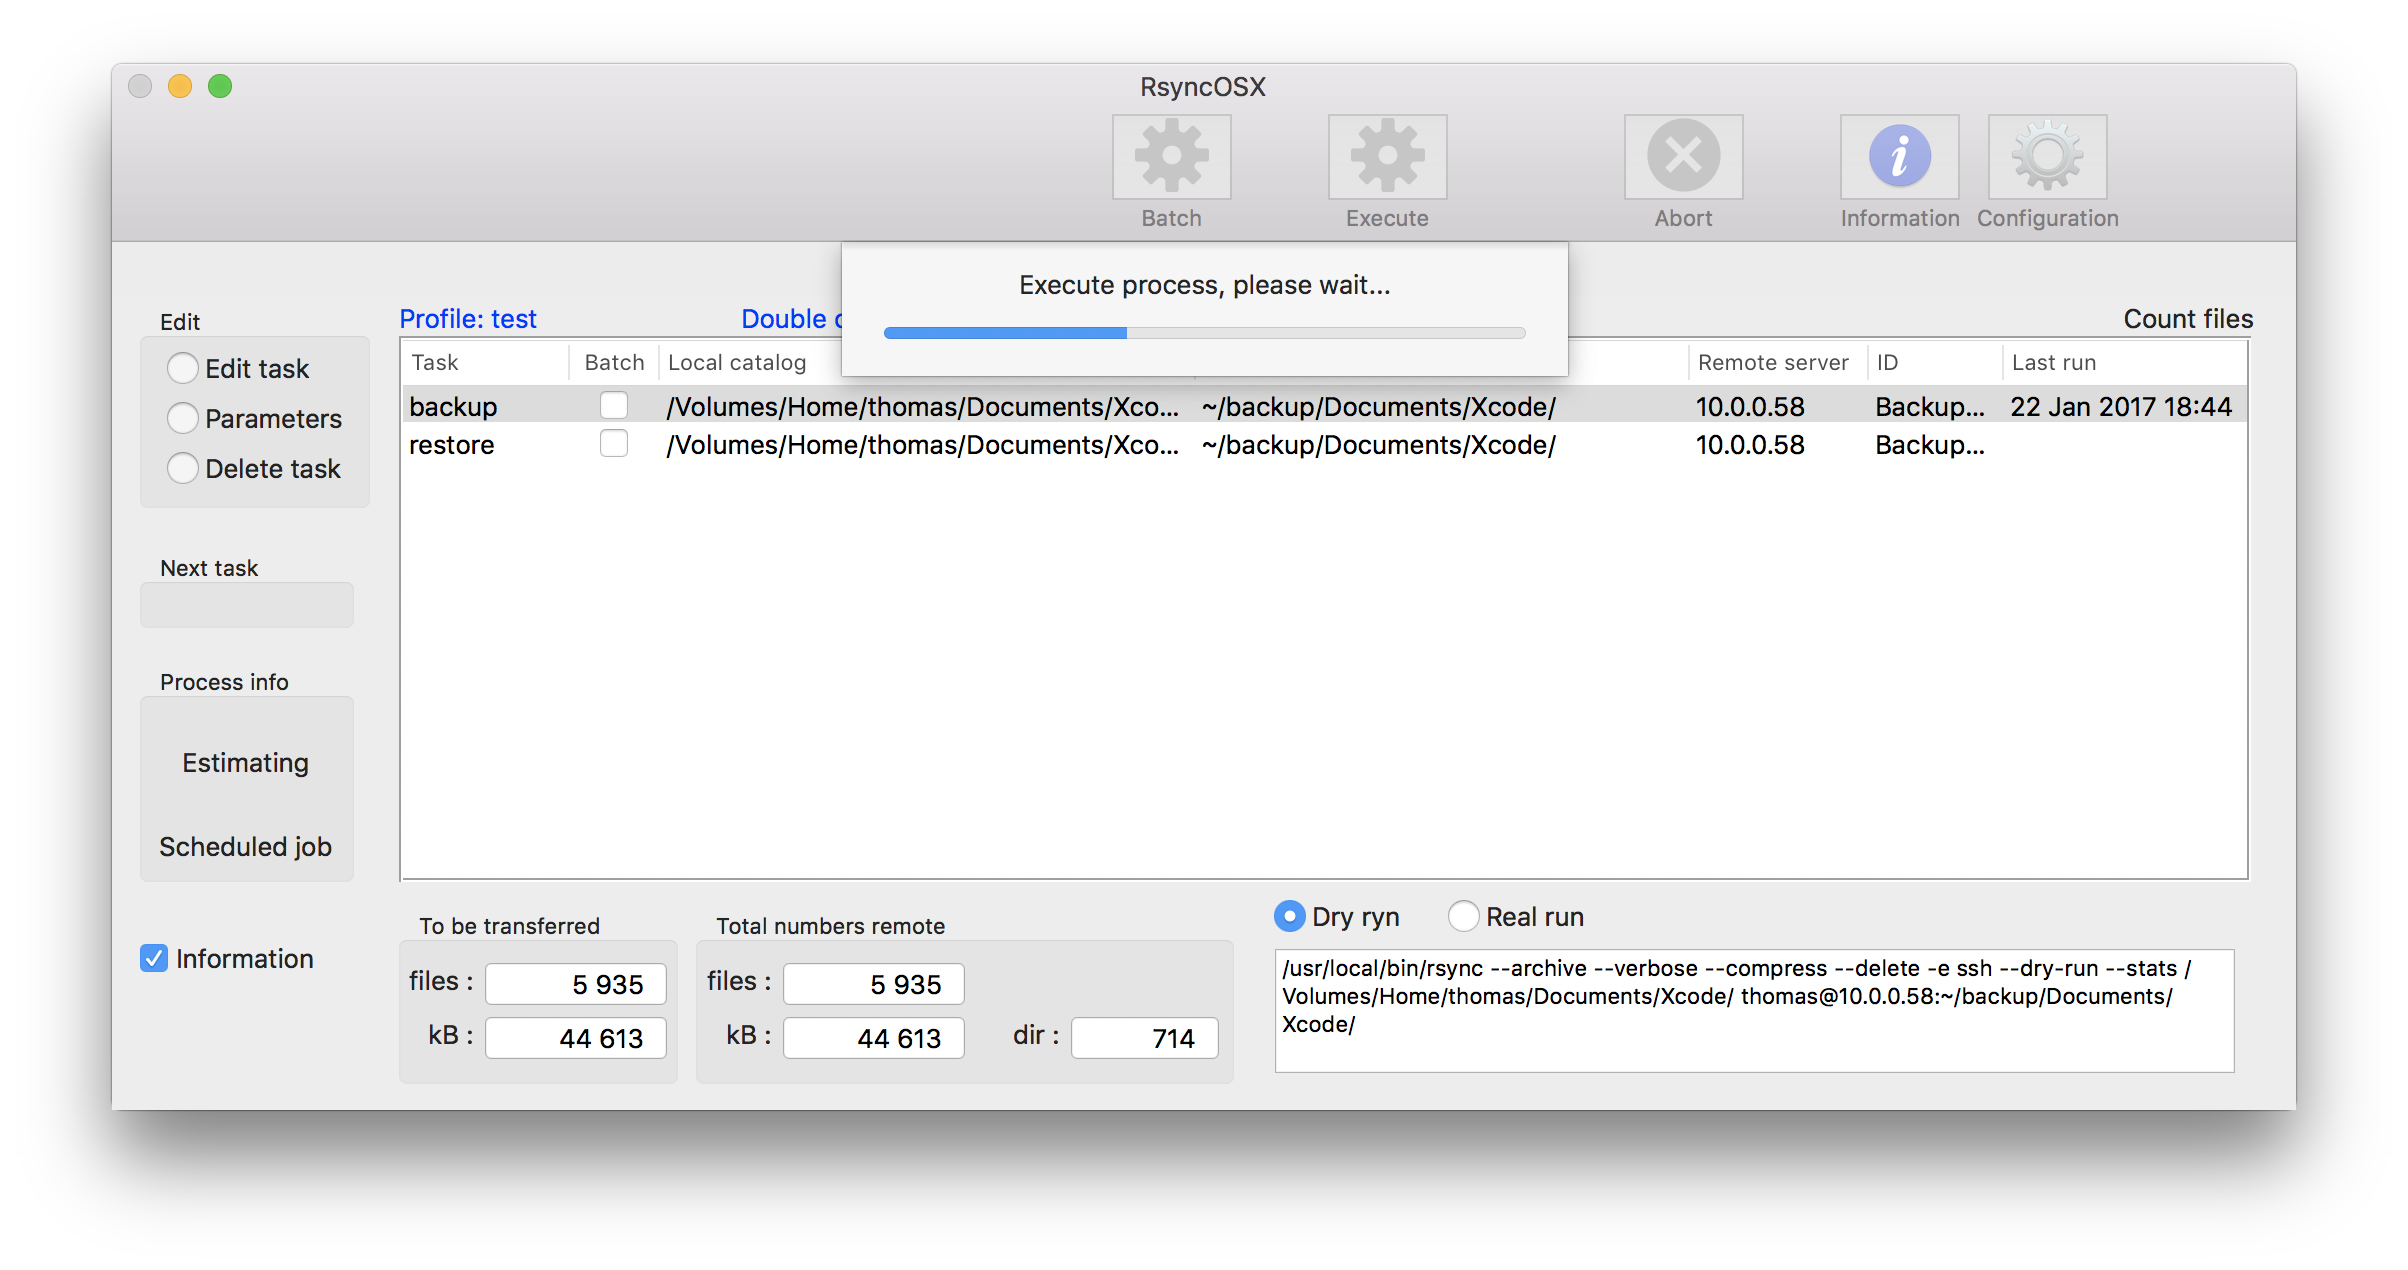 RsyncOSX
Batch
Execute
Abort
Information
Configuration
Execute process, please wait...
Edit
Profile: test
Double
Count files
Edit task
Parameters
Delete task
Task Batch Local catalog Remote server ID Last run
backup /Volumes/Home/thomas/Documents/Xco... ~/backup/Documents/Xcode/ 10.0.0.58 Backup... 22 Jan 2017 18:44
restore /Volumes/Home/thomas/Documents/Xco... ~/backup/Documents/Xcode/ 10.0.0.58 Backup...
Next task
Process info
Estimating
Scheduled job
Information
To be transferred
files : 5 935
kB : 44 613
Total numbers remote
files : 5 935
kB : 44 613 dir : 714
Dry ryn Real run
/usr/local/bin/rsync --archive --verbose --compress --delete -e ssh --dry-run --stats /
Volumes/Home/thomas/Documents/Xcode/ thomas@10.0.0.58:~/backup/Documents/
Xcode/